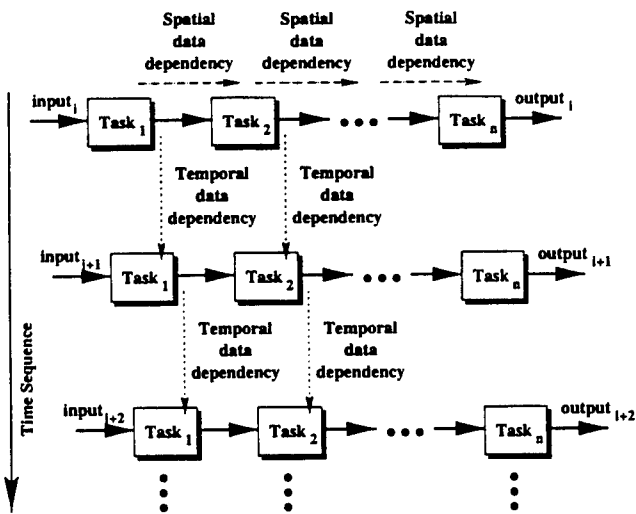 Spatial data dependency
Spatial data dependency
Spatial data dependency
input i
Task 1
Task 2
Task n
output i
Temporal data dependency
Temporal data dependency
input i+1
Task 1
Task 2
Task n
output i+1
Temporal data dependency
Temporal data dependency
input i+2
Task 1
Task 2
Task n
output i+2
Time Sequence